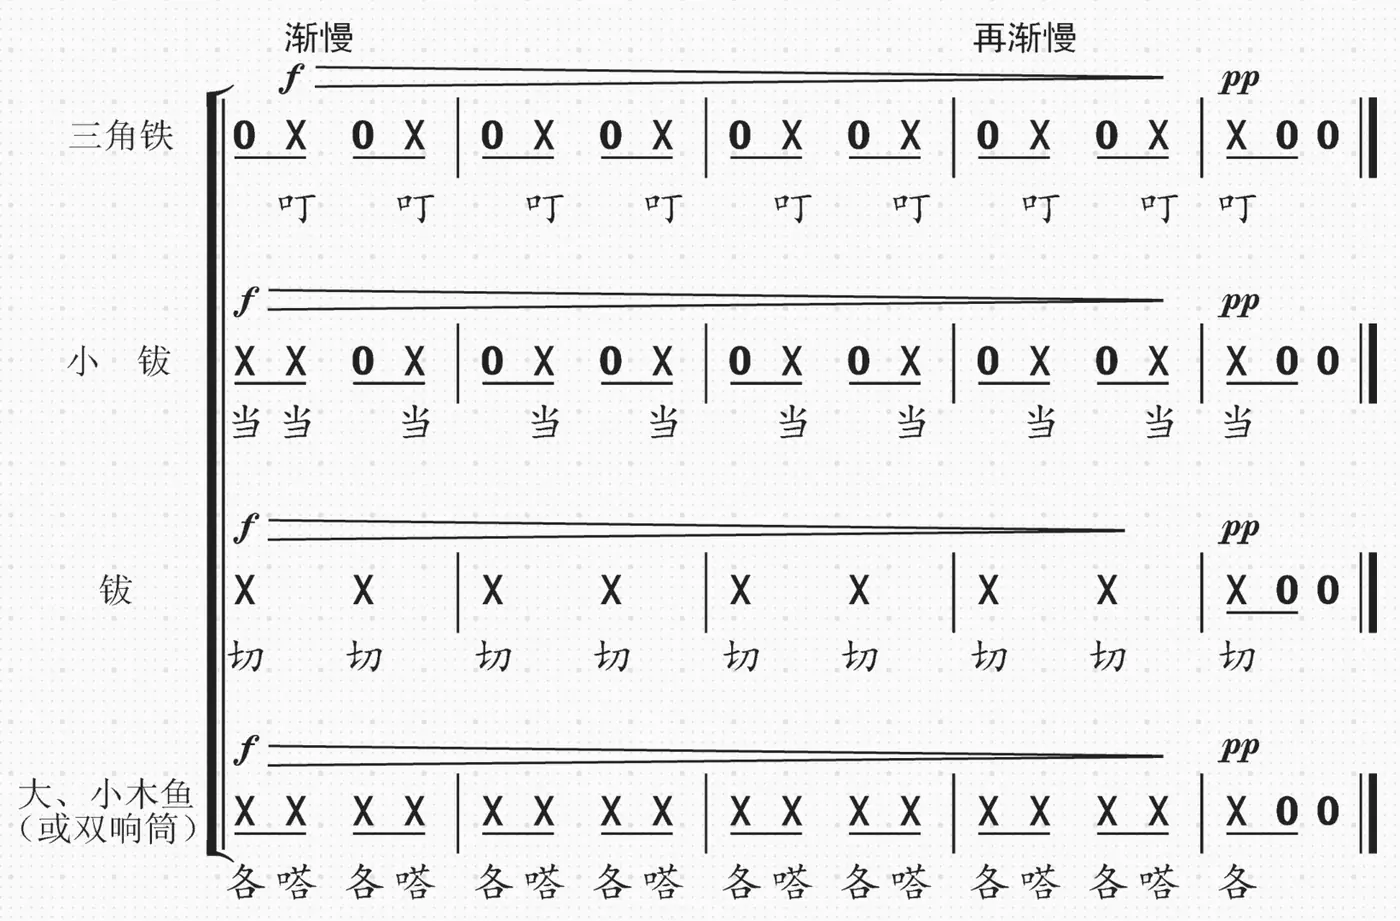 渐慢 再渐慢
f pp
三角铁 0 X 0 X 0 X 0 X 0 X 0 X 0 X 0 X X 0 0
叮 叮 叮 叮 叮 叮 叮 叮 叮
f pp
小 钹 X X 0 X 0 X 0 X 0 X 0 X 0 X 0 X X 0 0
当 当 当 当 当 当 当 当 当 当
f pp
钹 X X X X X X X X X 0 0
切 切 切 切 切 切 切 切 切
f pp
大、小木鱼
（或双响筒） X X X X X X X X X X X X X X X X X 0 0
各 嗒 各 嗒 各 嗒 各 嗒 各 嗒 各 嗒 各 嗒 各 嗒 各